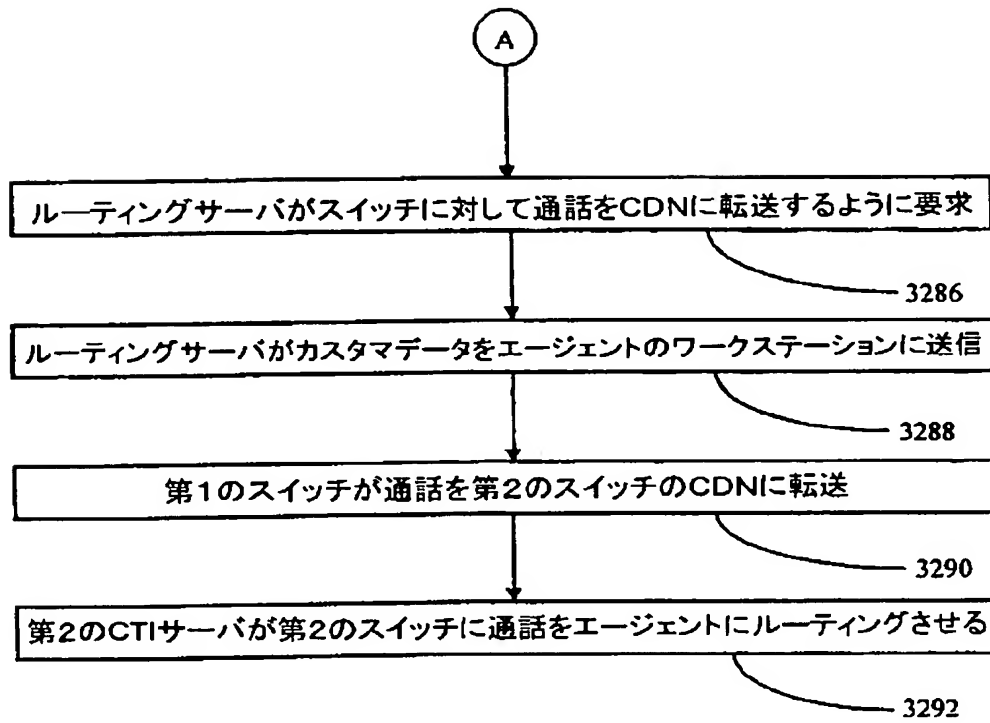 A
ルーティングサーバがスイッチに対して通話をCDNに転送するように要求
3286
ルーティングサーバがカスタマデータをエージェントのワークステーションに送信
3288
第1のスイッチが通話を第2のスイッチのCDNに転送
3290
第2のCTIサーバが第2のスイッチに通話をエージェントにルーティングさせる
3292